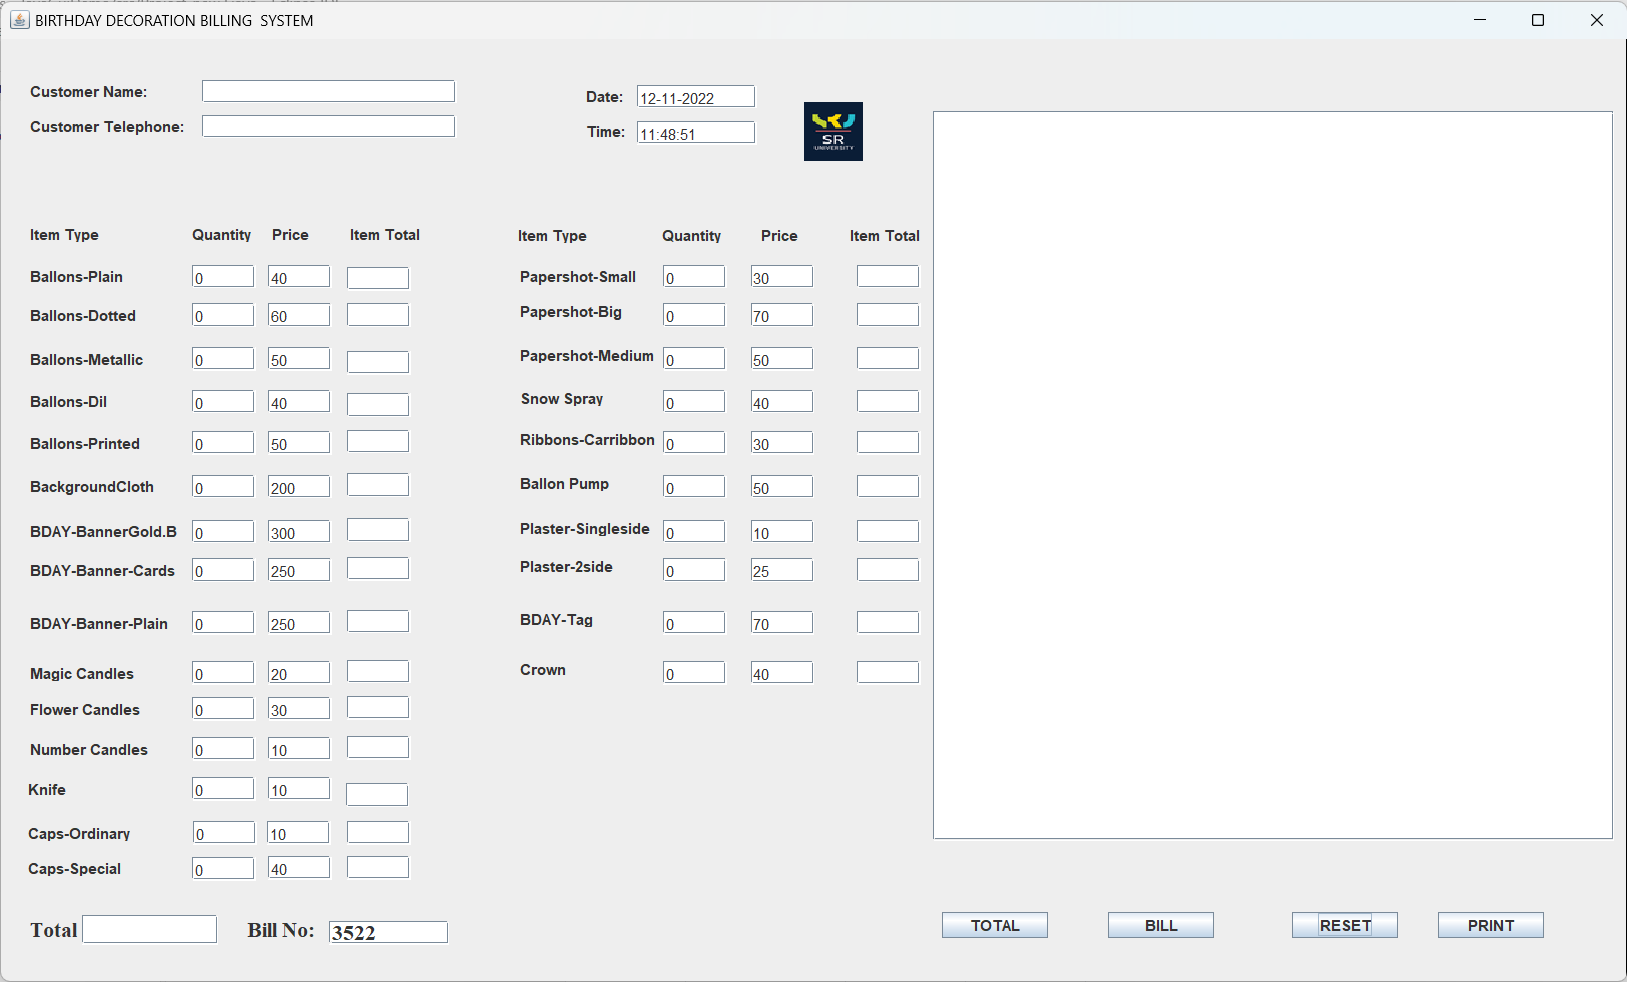 BIRTHDAY DECORATION BILLING SYSTEM
Customer Name:
Customer Telephone:
Date: 12-11-2022
Time: 11:48:51
SR
UNIVERSITY
Item Type Quantity Price Item Total
Ballons-Plain 0 40
Ballons-Dotted 0 60
Ballons-Metallic 0 50
Ballons-Dil 0 40
Ballons-Printed 0 50
BackgroundCloth 0 200
BDAY-BannerGold.B 0 300
BDAY-Banner-Cards 0 250
BDAY-Banner-Plain 0 250
Magic Candles 0 20
Flower Candles 0 30
Number Candles 0 10
Knife 0 10
Caps-Ordinary 0 10
Caps-Special 0 40
Item Type Quantity Price Item Total
Papershot-Small 0 30
Papershot-Big 0 70
Papershot-Medium 0 50
Snow Spray 0 40
Ribbons-Carribbon 0 30
Ballon Pump 0 50
Plaster-Singleside 0 10
Plaster-2side 0 25
BDAY-Tag 0 70
Crown 0 40
Total Bill No: 3522
TOTAL BILL RESET PRINT